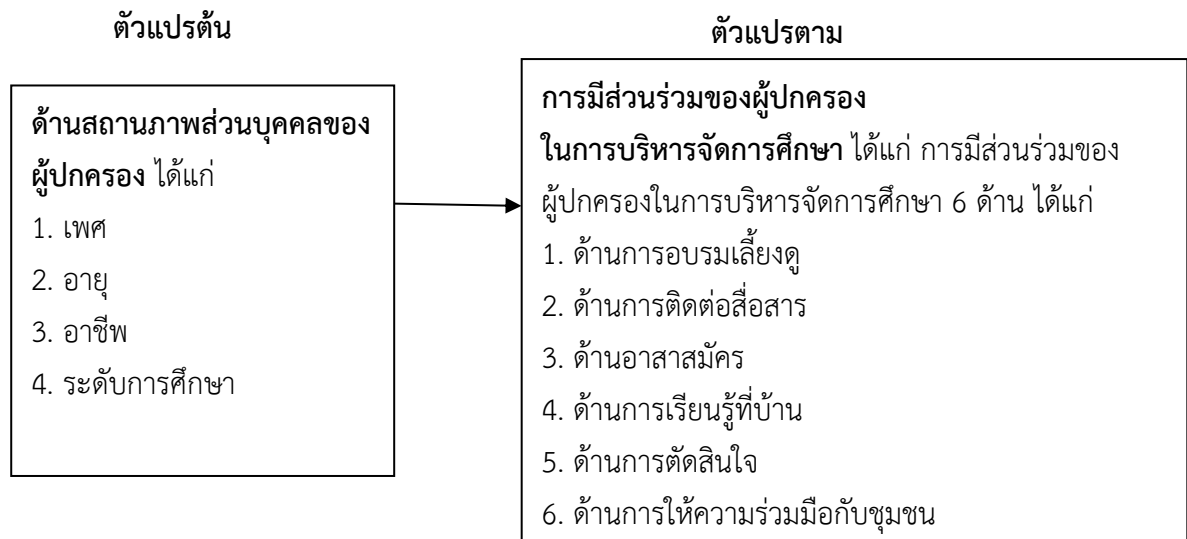 ตัวแปรต้น
ตัวแปรตาม
ด้านสถานภาพส่วนบุคคลของ
ผู้ปกครอง ได้แก่
1. เพศ
2. อายุ
3. อาชีพ
4. ระดับการศึกษา
การมีส่วนร่วมของผู้ปกครอง
ในการบริหารจัดการศึกษา ได้แก่ การมีส่วนร่วมของ
ผู้ปกครองในการบริหารจัดการศึกษา 6 ด้าน ได้แก่
1. ด้านการอบรมเลี้ยงดู
2. ด้านการติดต่อสื่อสาร
3. ด้านอาสาสมัคร
4. ด้านการเรียนรู้ที่บ้าน
5. ด้านการตัดสินใจ
6. ด้านการให้ความร่วมมือกับชุมชน